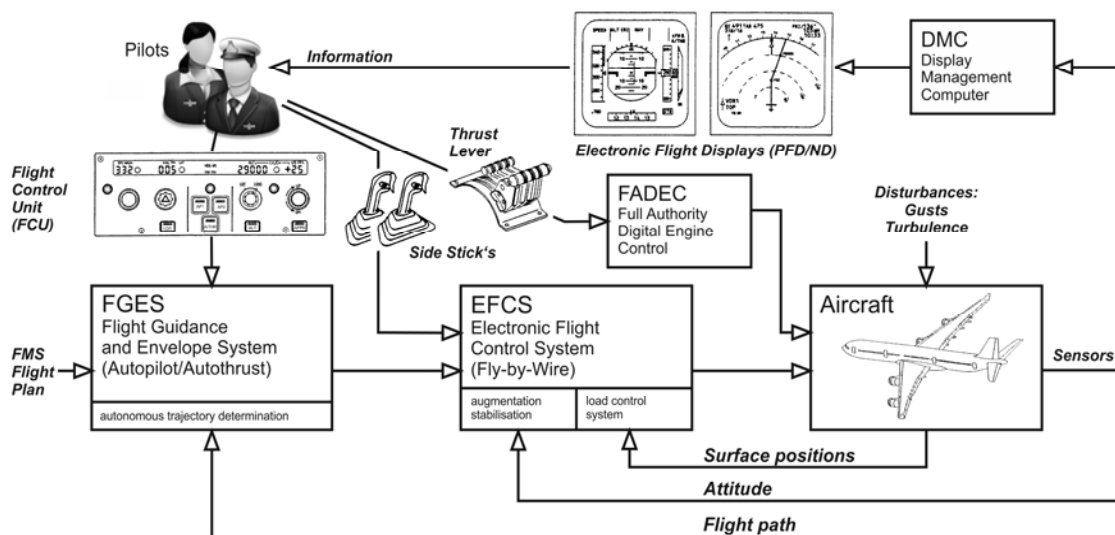 Pilots
Information
DMC
Display
Management
Computer
Electronic Flight Displays (PFD/ND)
Thrust
Lever
Flight
Control
Unit
(FCU)
332
005
29000
+25
Side Stick's
FADEC
Full Authority
Digital Engine
Control
Disturbances:
Gusts
Turbulence
FGES
Flight Guidance
and Envelope System
(Autopilot/Autothrust)
autonomous trajectory determination
FMS
Flight
Plan
EFCS
Electronic Flight
Control System
(Fly-by-Wire)
augmentation
stabilisation
load control
system
Aircraft
Sensors
Surface positions
Attitude
Flight path